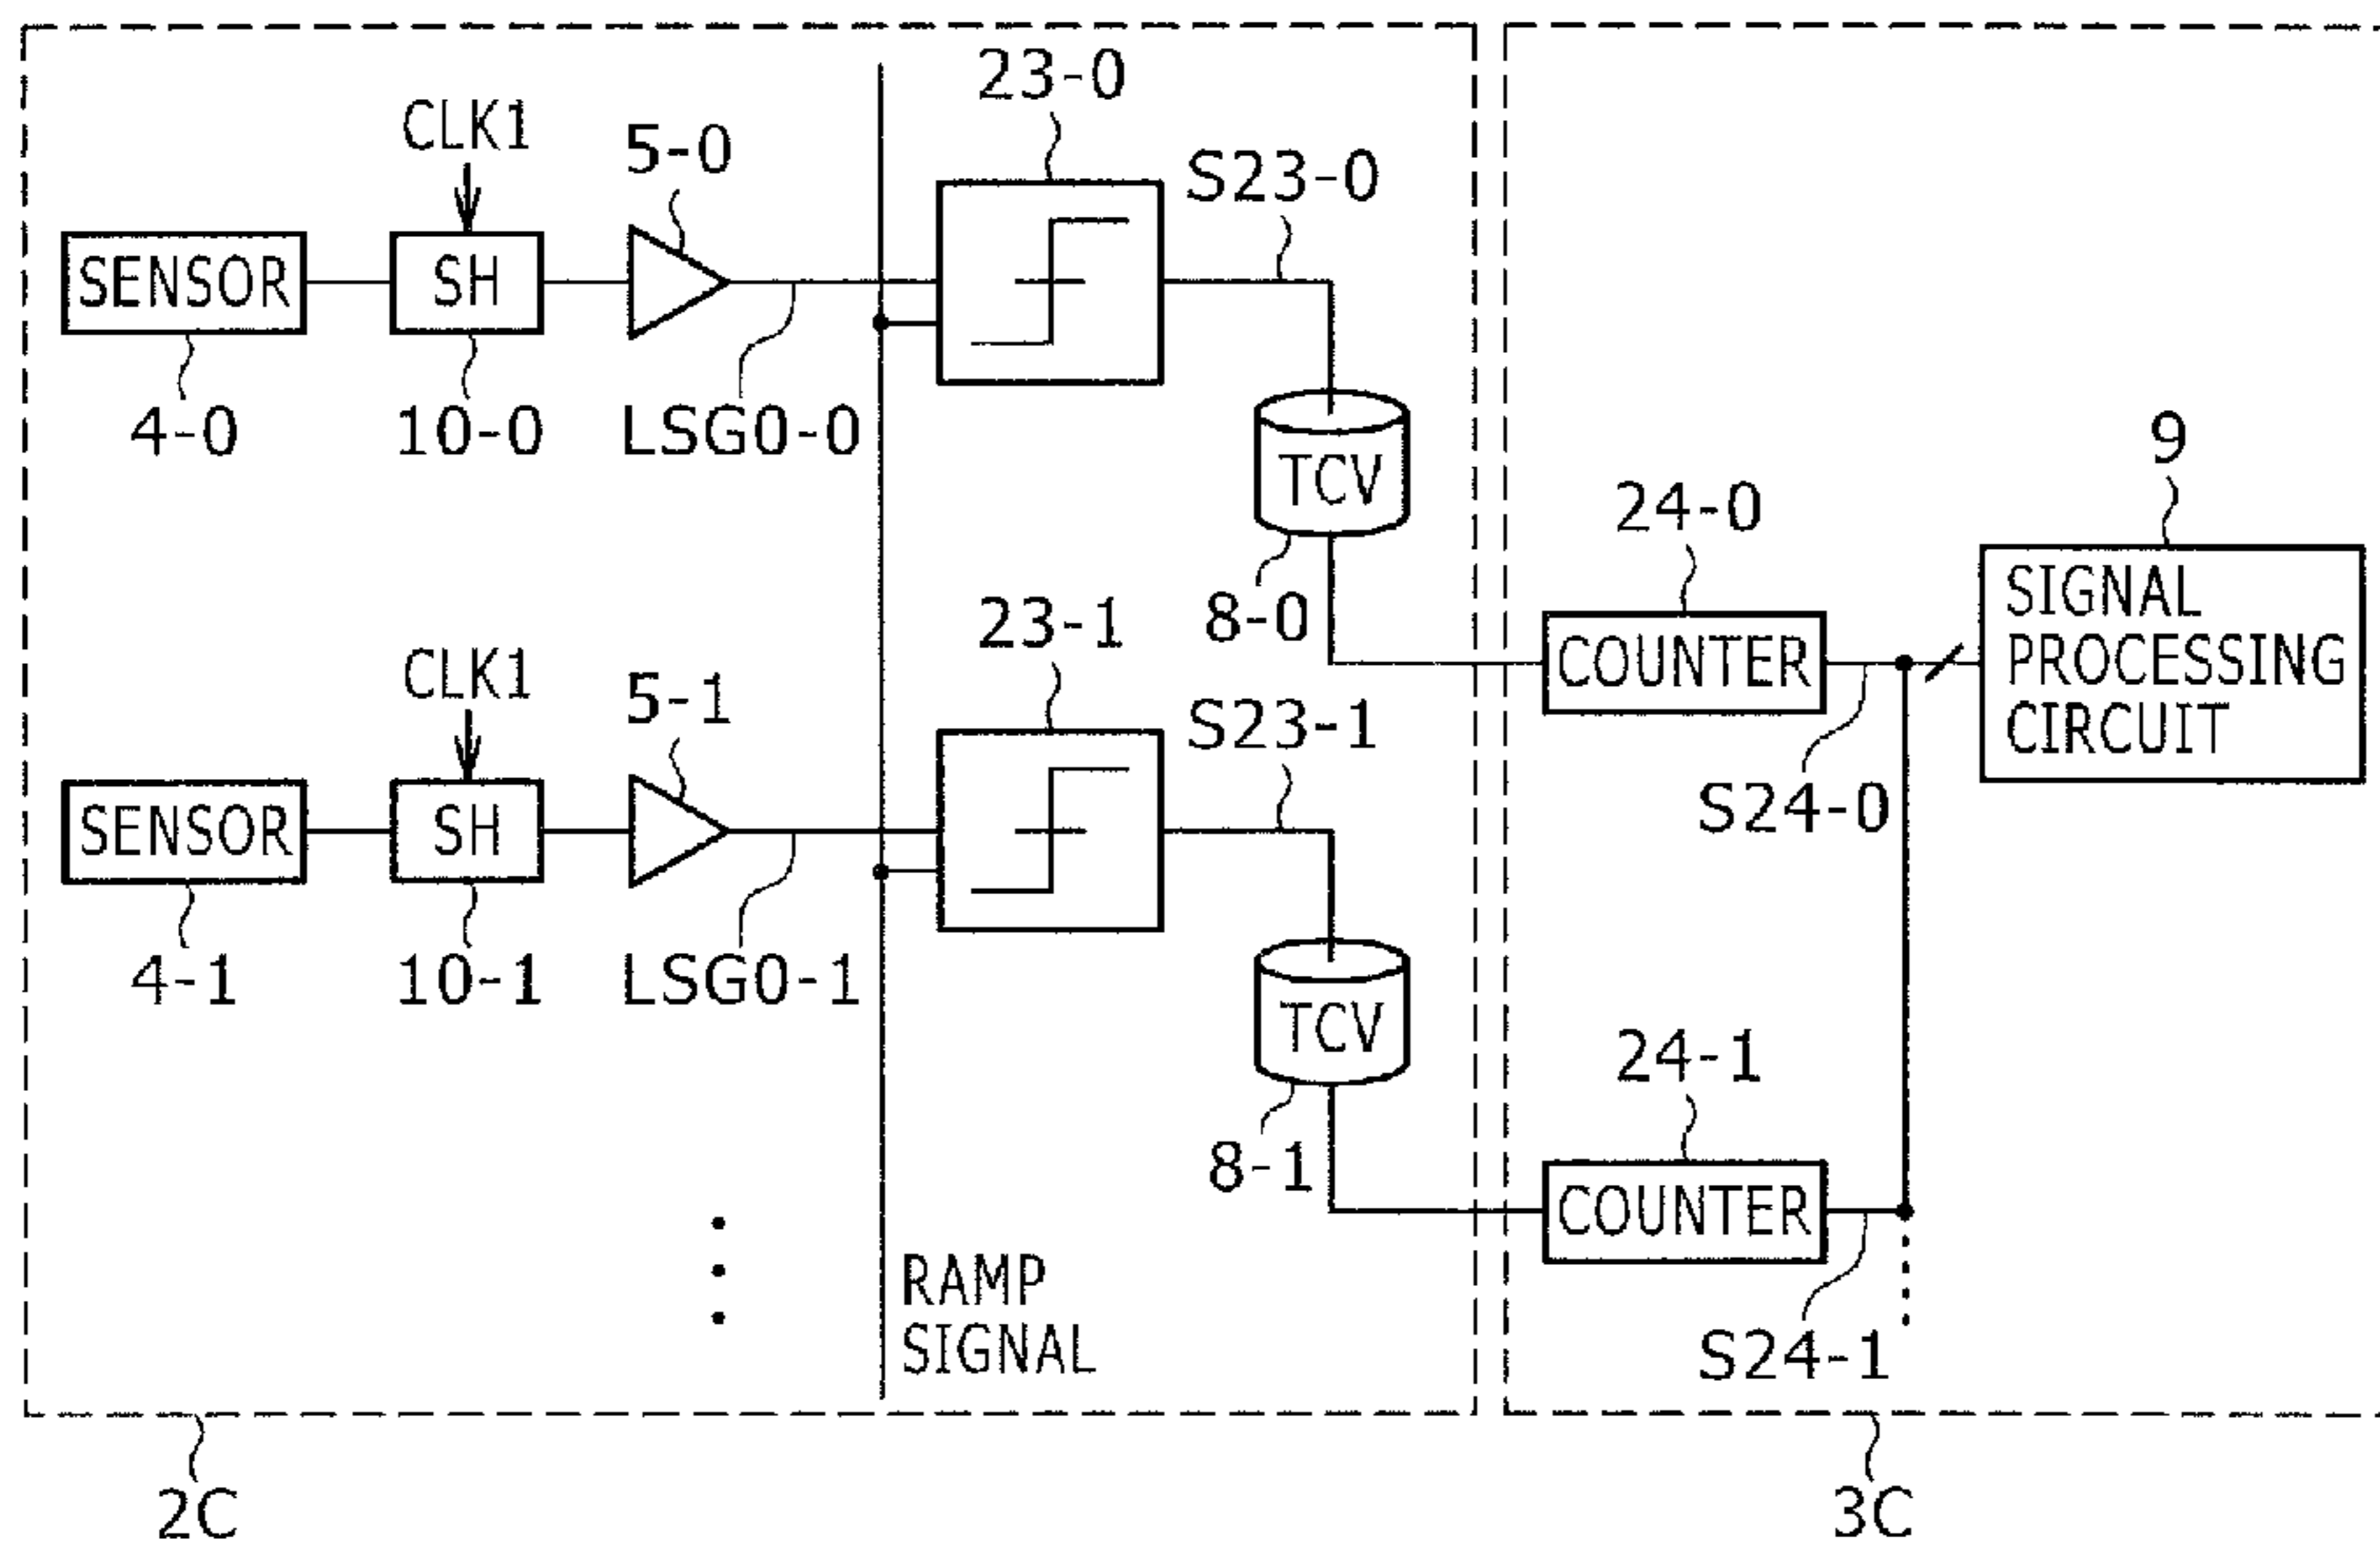 23-0
CLK1
5-0
S23-0
SENSOR
SH
4-0
10-0
LSG0-0
TCV
8-0
24-0
9
COUNTER
SIGNAL
PROCESSING
CIRCUIT
S24-0
23-1
CLK1
5-1
S23-1
SENSOR
SH
4-1
10-1
LSG0-1
TCV
8-1
24-1
COUNTER
S24-1
RAMP
SIGNAL
2C
3C